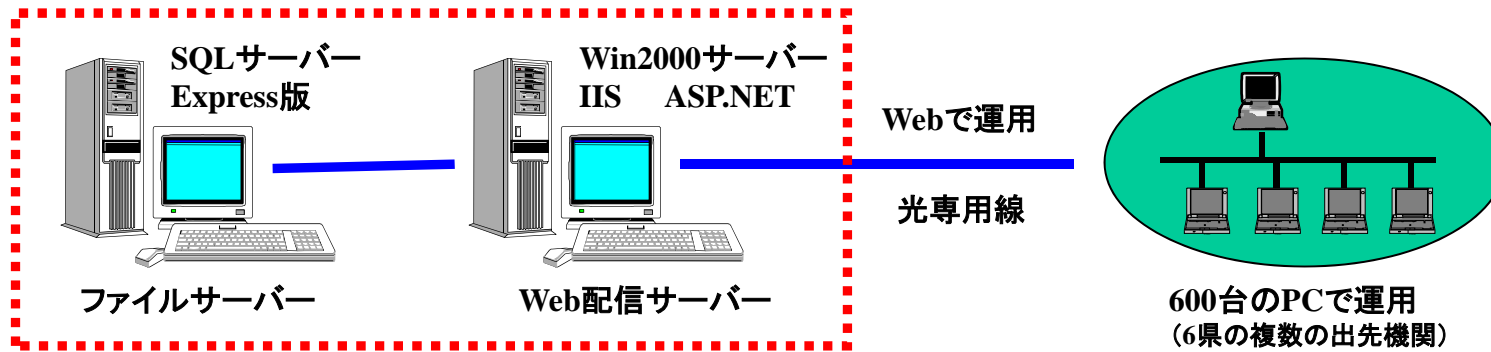 SQLサーバー
Express版
ファイルサーバー
Win2000サーバー
IIS ASP.NET
Web配信サーバー
Webで運用
光専用線
600台のPCで運用
（6県の複数の出先機関）